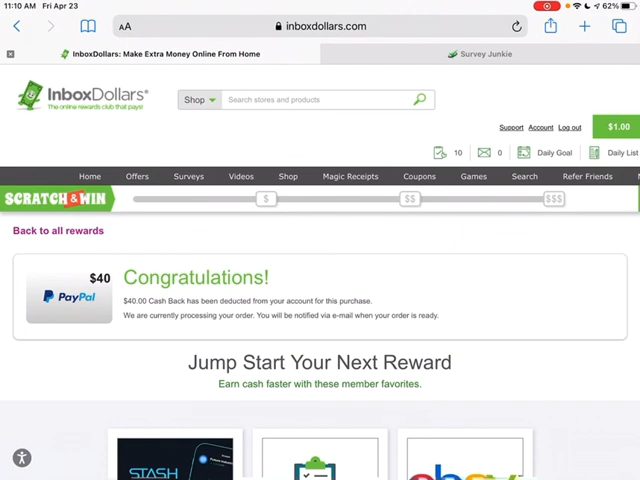 11:10 AM Fri Apr 23
62%
AA
inboxdollars.com
InboxDollars: Make Extra Money Online From Home
Survey Junkie
InboxDollars®
The online rewards club that pays!
Shop
Search stores and products
Support Account Log out
$1.00
10 0 Daily Goal Daily List
Home Offers Surveys Videos Shop Magic Receipts Coupons Games Search Refer Friends
SCRATCH & WIN
$ $$ $$$
Back to all rewards
$40
PayPal
Congratulations!
$40.00 Cash Back has been deducted from your account for this purchase.
We are currently processing your order. You will be notified via e-mail when your order is ready.
Jump Start Your Next Reward
Earn cash faster with these member favorites.
STASH
ebay